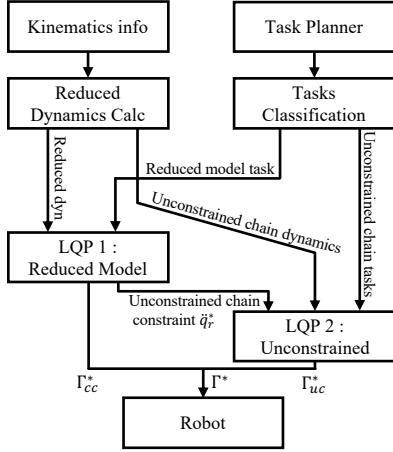 Kinematics info
Task Planner
Reduced
Dynamics Calc
Tasks
Classification
Reduced dyn
Reduced model task
Unconstrained chain dynamics
Unconstrained chain tasks
LQP 1 :
Reduced Model
Unconstrained chain
constraint q̈ᵣ*
LQP 2 :
Unconstrained
Γ*cc
Γ*
Γ*uc
Robot